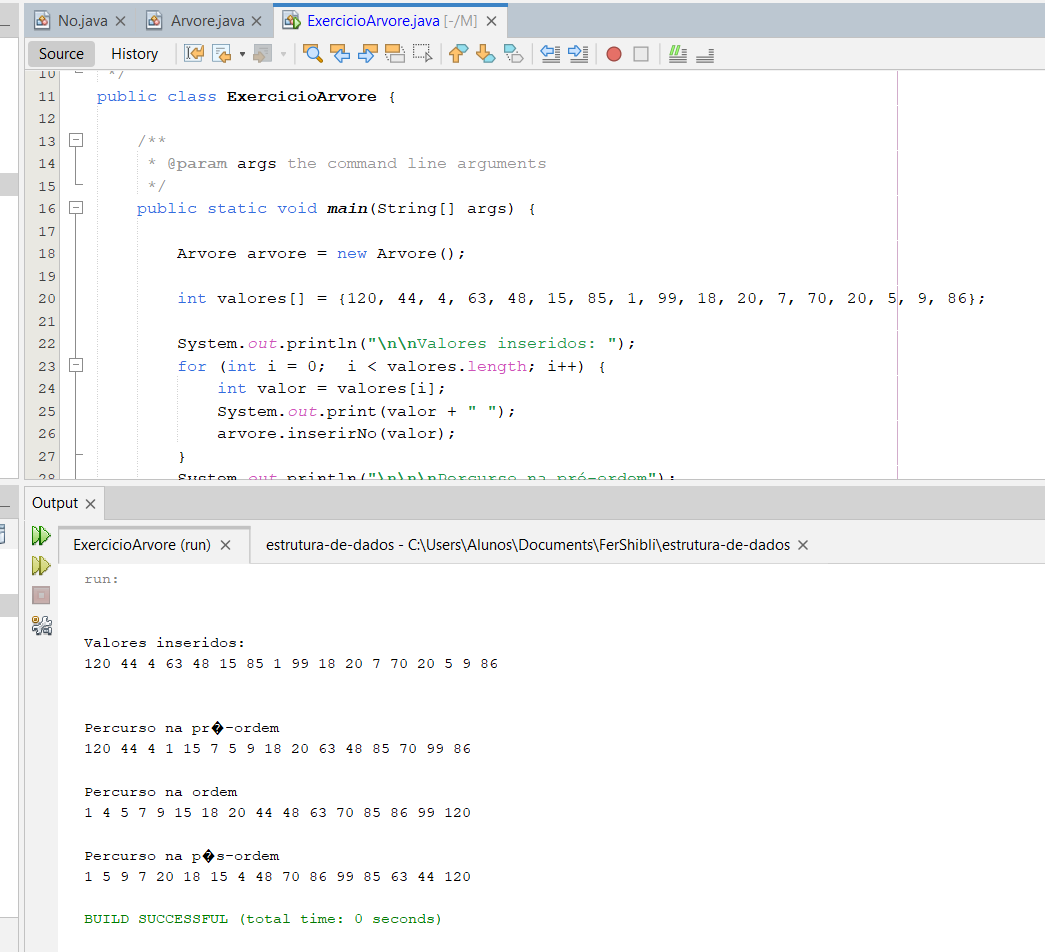 No.java Arvore.java ExercicioArvore.java [-/M]
Source History
10 */
11 public class ExercicioArvore {
12
13 /**
14 * @param args the command line arguments
15 */
16 public static void main(String[] args) {
17
18 Arvore arvore = new Arvore();
19
20 int valores[] = {120, 44, 4, 63, 48, 15, 85, 1, 99, 18, 20, 7, 70, 20, 5, 9, 86};
21
22 System.out.println("\n\nValores inseridos: ");
23 for (int i = 0;  i < valores.length; i++) {
24 int valor = valores[i];
25 System.out.print(valor + " ");
26 arvore.inserirNo(valor);
27 }
28 System.out.println("\n\n\nPercurso na pré-ordem");
Output
ExercicioArvore (run) estrutura-de-dados - C:\Users\Alunos\Documents\FerShibli\estrutura-de-dados
run:
Valores inseridos:
120 44 4 63 48 15 85 1 99 18 20 7 70 20 5 9 86
Percurso na pr�-ordem
120 44 4 1 15 7 5 9 18 20 63 48 85 70 99 86
Percurso na ordem
1 4 5 7 9 15 18 20 44 48 63 70 85 86 99 120
Percurso na p�s-ordem
1 5 9 7 20 18 15 4 48 70 86 99 85 63 44 120
BUILD SUCCESSFUL (total time: 0 seconds)